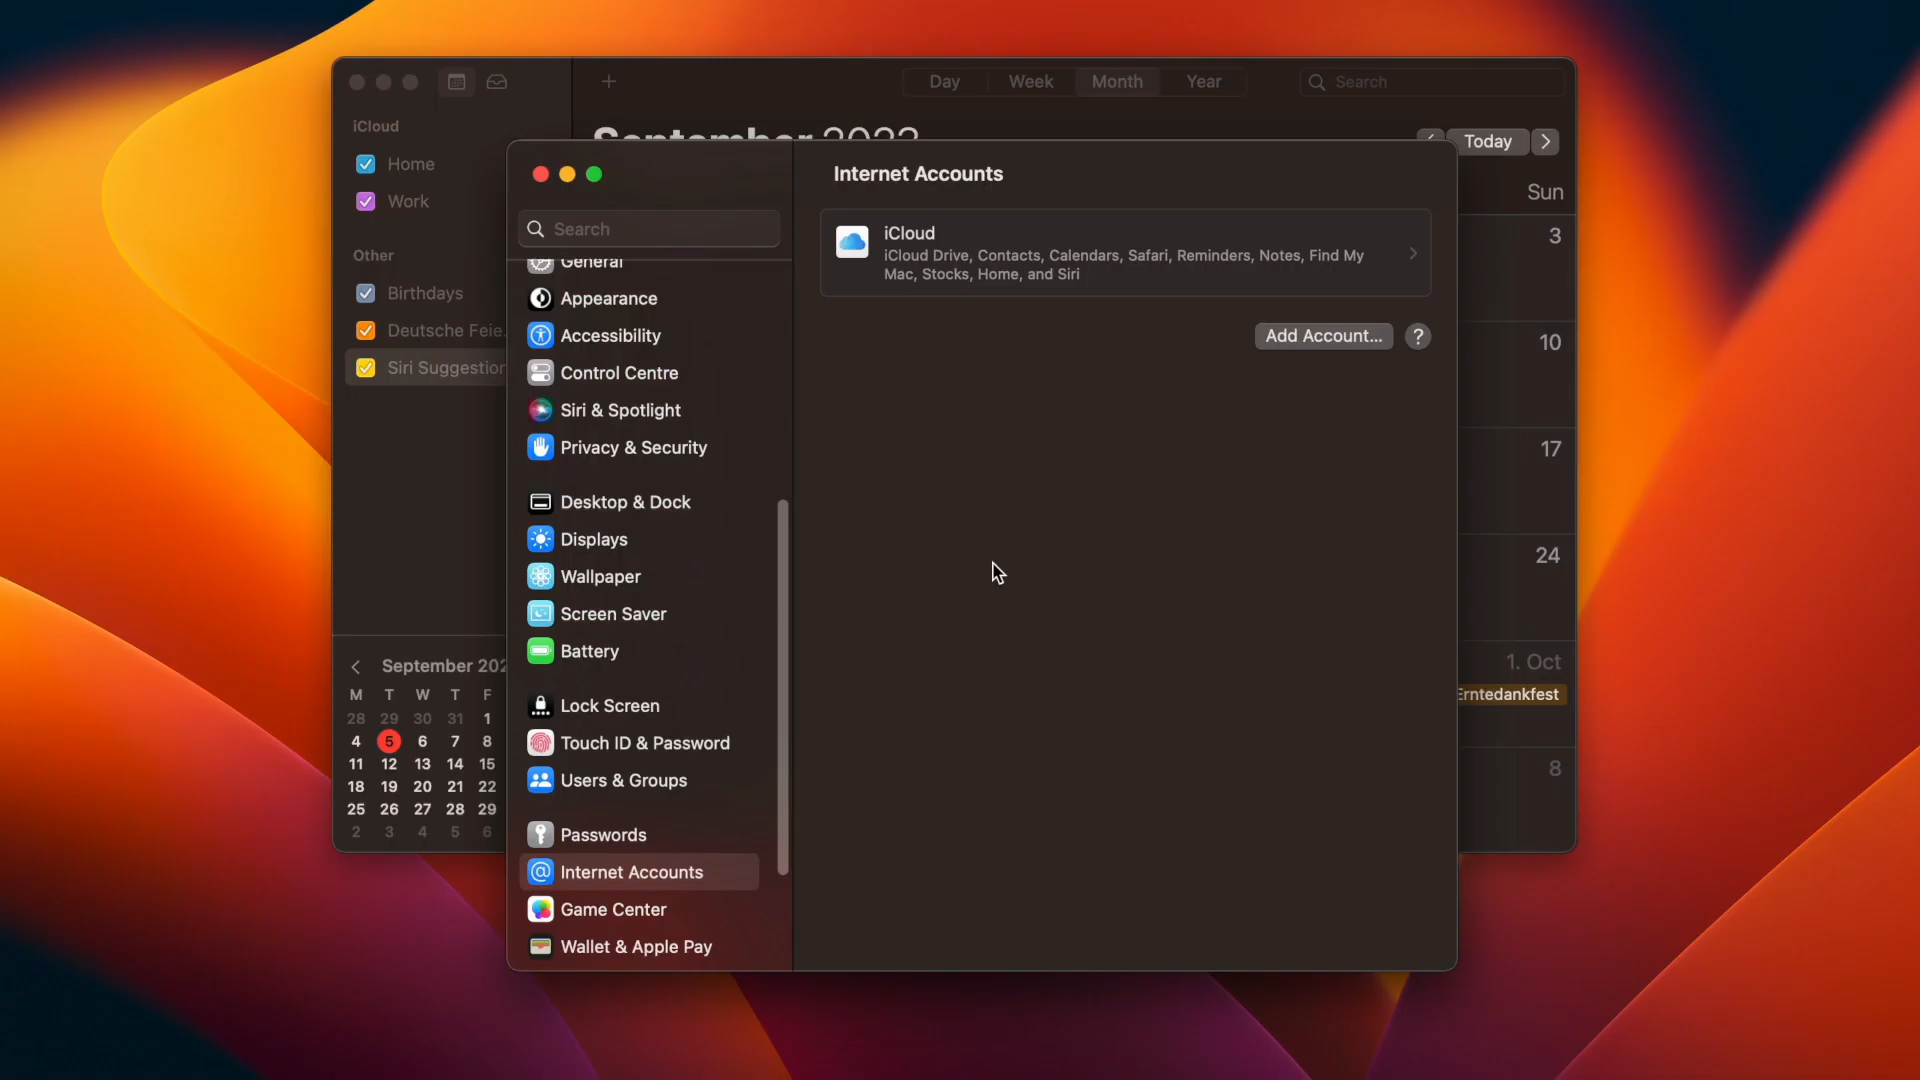 Day
Week
Month
Year
Search
iCloud
Home
Work
Other
Birthdays
Deutsche Feie.
Siri Suggestion
September 2023
Today
Sun
3
10
17
24
1. Oct
Erntedankfest
8
September 202
M T W T F
28 29 30 31 1
4 5 6 7 8
11 12 13 14 15
18 19 20 21 22
25 26 27 28 29
2 3 4 5 6
Search
General
Appearance
Accessibility
Control Centre
Siri & Spotlight
Privacy & Security
Desktop & Dock
Displays
Wallpaper
Screen Saver
Battery
Lock Screen
Touch ID & Password
Users & Groups
Passwords
Internet Accounts
Game Center
Wallet & Apple Pay
Internet Accounts
iCloud
iCloud Drive, Contacts, Calendars, Safari, Reminders, Notes, Find My
Mac, Stocks, Home, and Siri
Add Account...
?